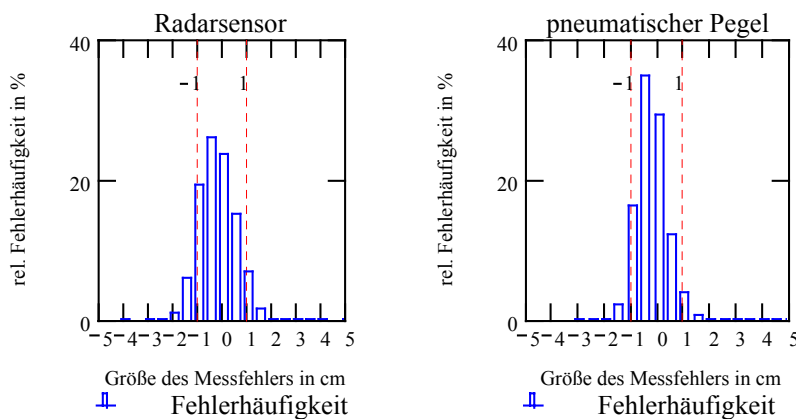 Radarsensor
40
20
0
−1
1
−5 −4 −3 −2 −1 0 1 2 3 4 5
rel. Fehlerhäufigkeit in %
Größe des Messfehlers in cm
Fehlerhäufigkeit
pneumatischer Pegel
40
20
0
−1
1
−5 −4 −3 −2 −1 0 1 2 3 4 5
rel. Fehlerhäufigkeit in %
Größe des Messfehlers in cm
Fehlerhäufigkeit